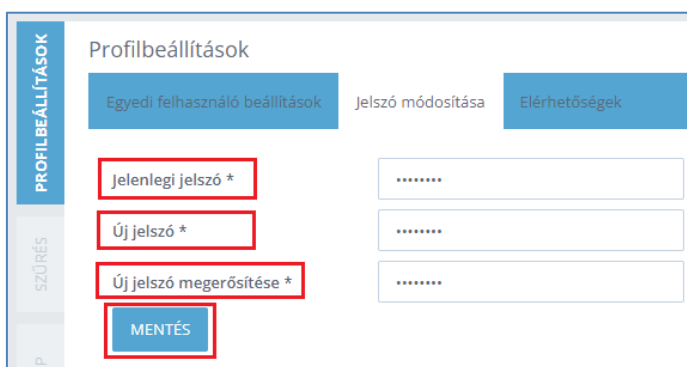 Profilbeállítások
PROFILBEÁLLÍTÁSOK
Egyedi felhasználó beállítások
Jelszó módosítása
Elérhetőségek
Jelenlegi jelszó *
••••••••
Új jelszó *
••••••••
SZŰRÉS
Új jelszó megerősítése *
••••••••
MENTÉS